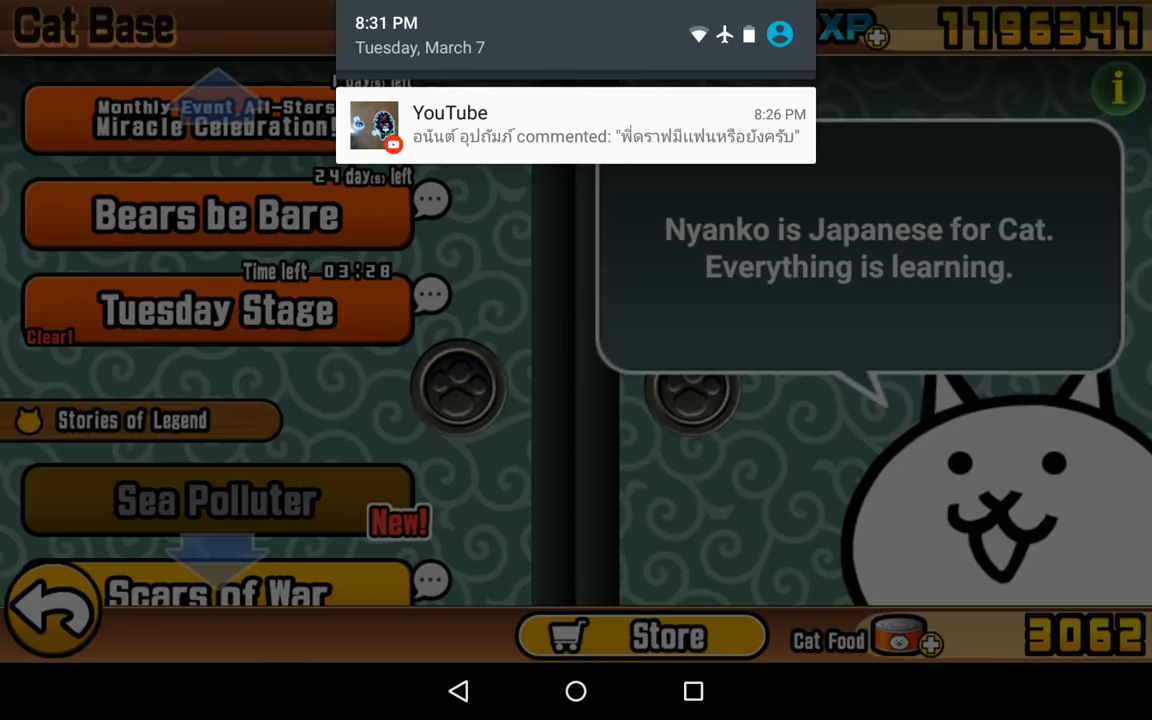 Cat Base
8:31 PM
Tuesday, March 7
XP
1196341
day(s) left
Monthly Event All-Stars
Miracle Celebration!
YouTube
8:26 PM
อนันต์ อุปถัมภ์ commented: "พี่ดราฟมีแฟนหรือยังครับ"
24 day(s) left
Bears be Bare
Time left 03:28
Tuesday Stage
Clear!
Nyanko is Japanese for Cat.
Everything is learning.
Stories of Legend
Sea Polluter
New!
Scars of War
Store
Cat Food
3062